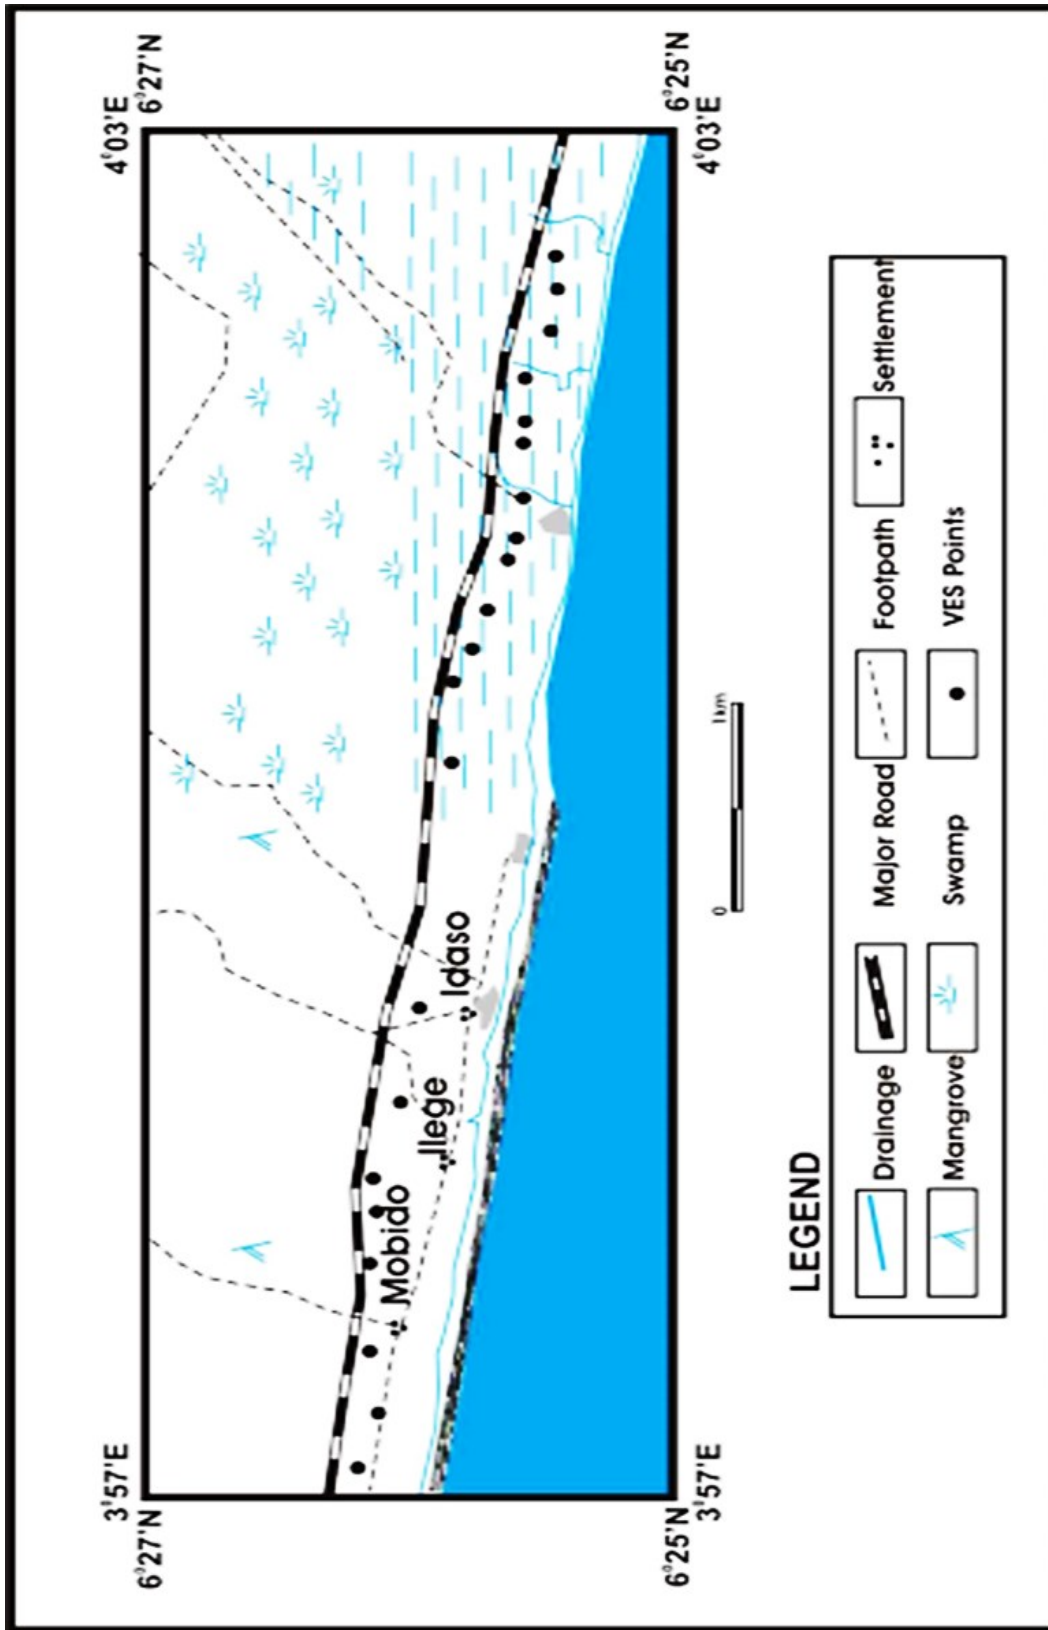 4°03'E
6°27'N
6°25'N
4°03'E
Mobido
Ilege
Idaso
3°57'E
6°27'N
6°25'N
3°57'E
0 1km
LEGEND
Drainage Major Road Footpath Settlement
Mangrove Swamp VES Points